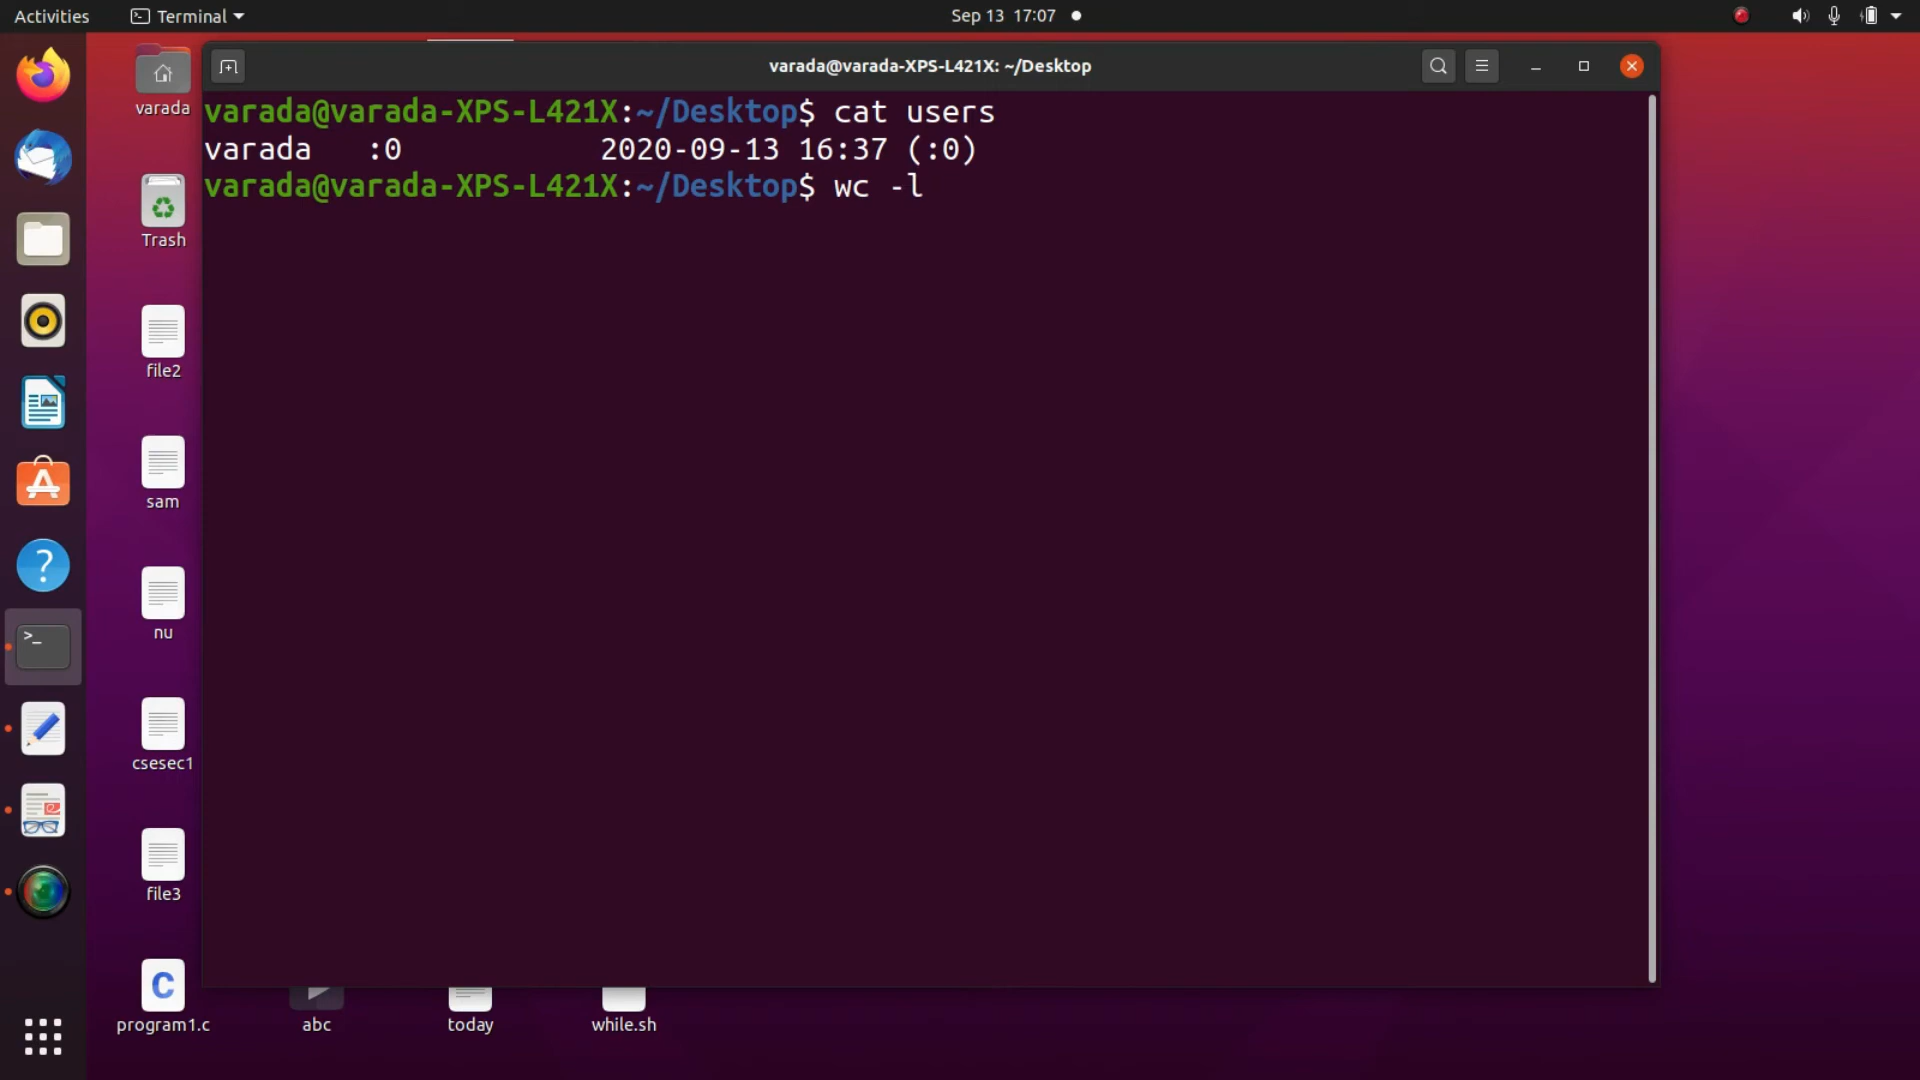 Activities Terminal Sep 13 17:07
varada@varada-XPS-L421X: ~/Desktop
varada@varada-XPS-L421X:~/Desktop$ cat users
varada   :0           2020-09-13 16:37 (:0)
varada@varada-XPS-L421X:~/Desktop$ wc -l
varada
Trash
file2
sam
nu
csesec1
file3
program1.c
abc
today
while.sh